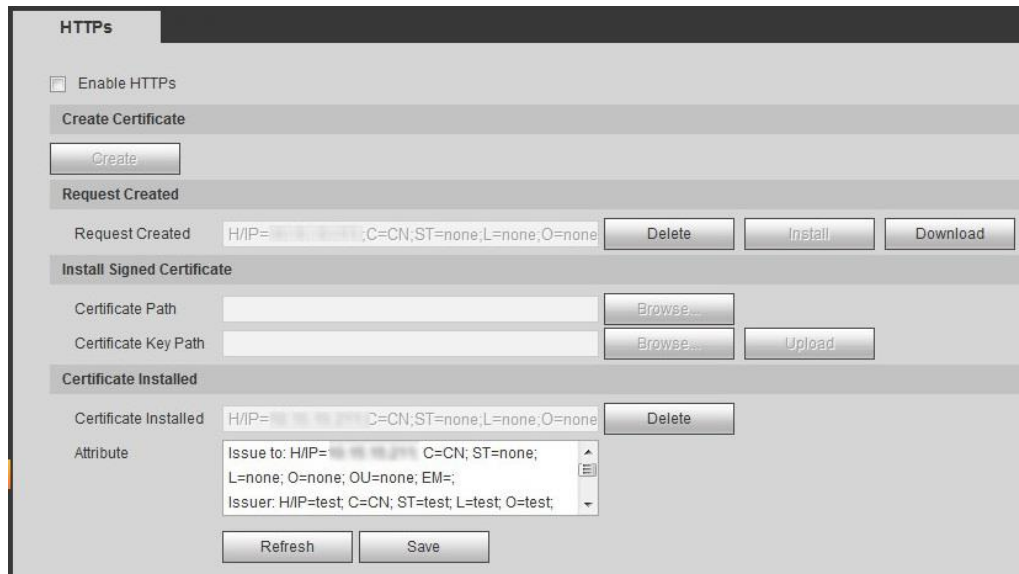 HTTPs
Enable HTTPs
Create Certificate
Create
Request Created
Request Created H/IP= ;C=CN;ST=none;L=none;O=none Delete Install Download
Install Signed Certificate
Certificate Path Browse...
Certificate Key Path Browse... Upload
Certificate Installed
Certificate Installed H/IP= C=CN;ST=none;L=none;O=none Delete
Attribute Issue to: H/IP= C=CN; ST=none;
L=none; O=none; OU=none; EM=;
Issuer: H/IP=test; C=CN; ST=test; L=test; O=test;
Refresh Save